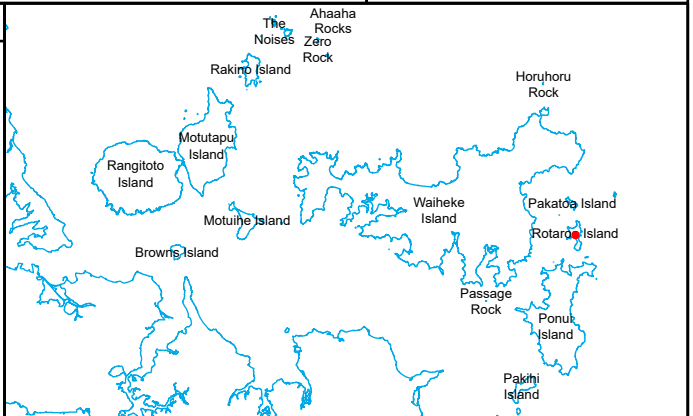 The
Noises
Ahaaha
Rocks
Zero
Rock
Rakino Island
Horuhoru
Rock
Motutapu
Island
Rangitoto
Island
Waiheke
Island
Pakatoa Island
Motuihe Island
Rotaroa Island
Browns Island
Passage
Rock
Ponui
Island
Pakihi
Island